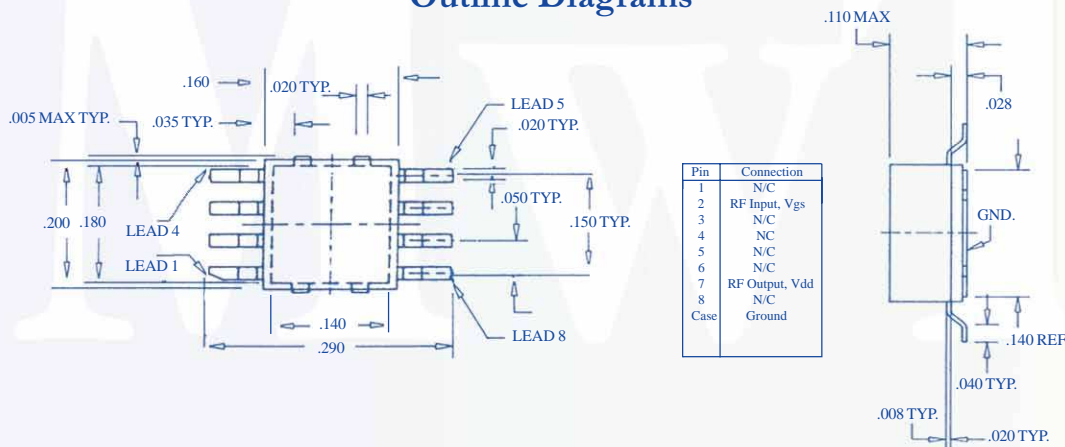 Outline Diagrams
.110 MAX
.160
.020 TYP.
LEAD 5
.028
.005 MAX TYP.
.035 TYP.
.020 TYP.
.050 TYP.
.150 TYP.
.200
.180
LEAD 4
LEAD 1
.140
.290
LEAD 8
Pin Connection
1 N/C
2 RF Input, Vgs
3 N/C
4 NC
5 N/C
6 N/C
7 RF Output, Vdd
8 N/C
Case Ground
GND.
.140 REF
.040 TYP.
.008 TYP.
.020 TYP.